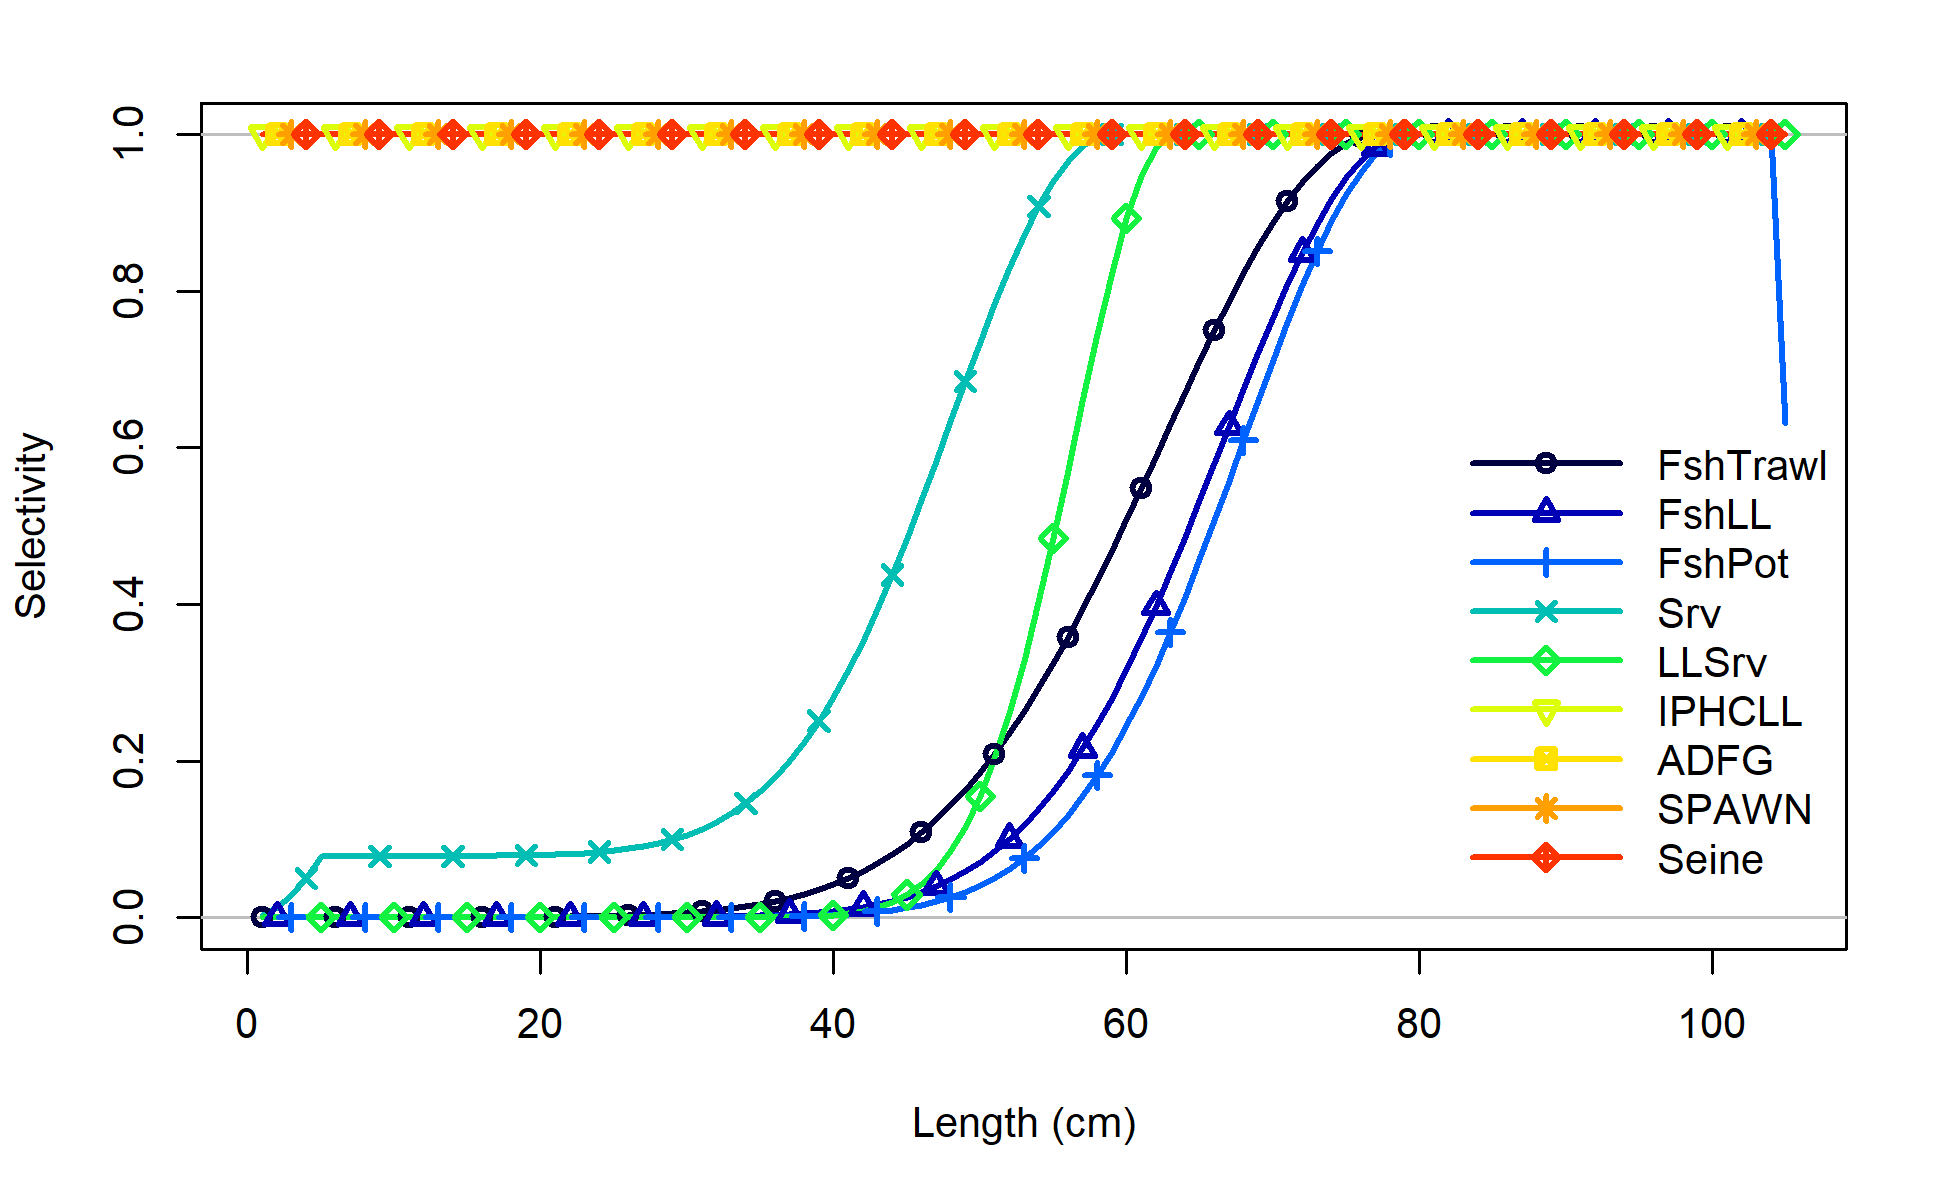 Selectivity
1.0
0.8
0.6
0.4
0.2
0.0
FshTrawl
FshLL
FshPot
Srv
LLSrv
IPHCLL
ADFG
SPAWN
Seine
0 20 40 60 80 100
Length (cm)